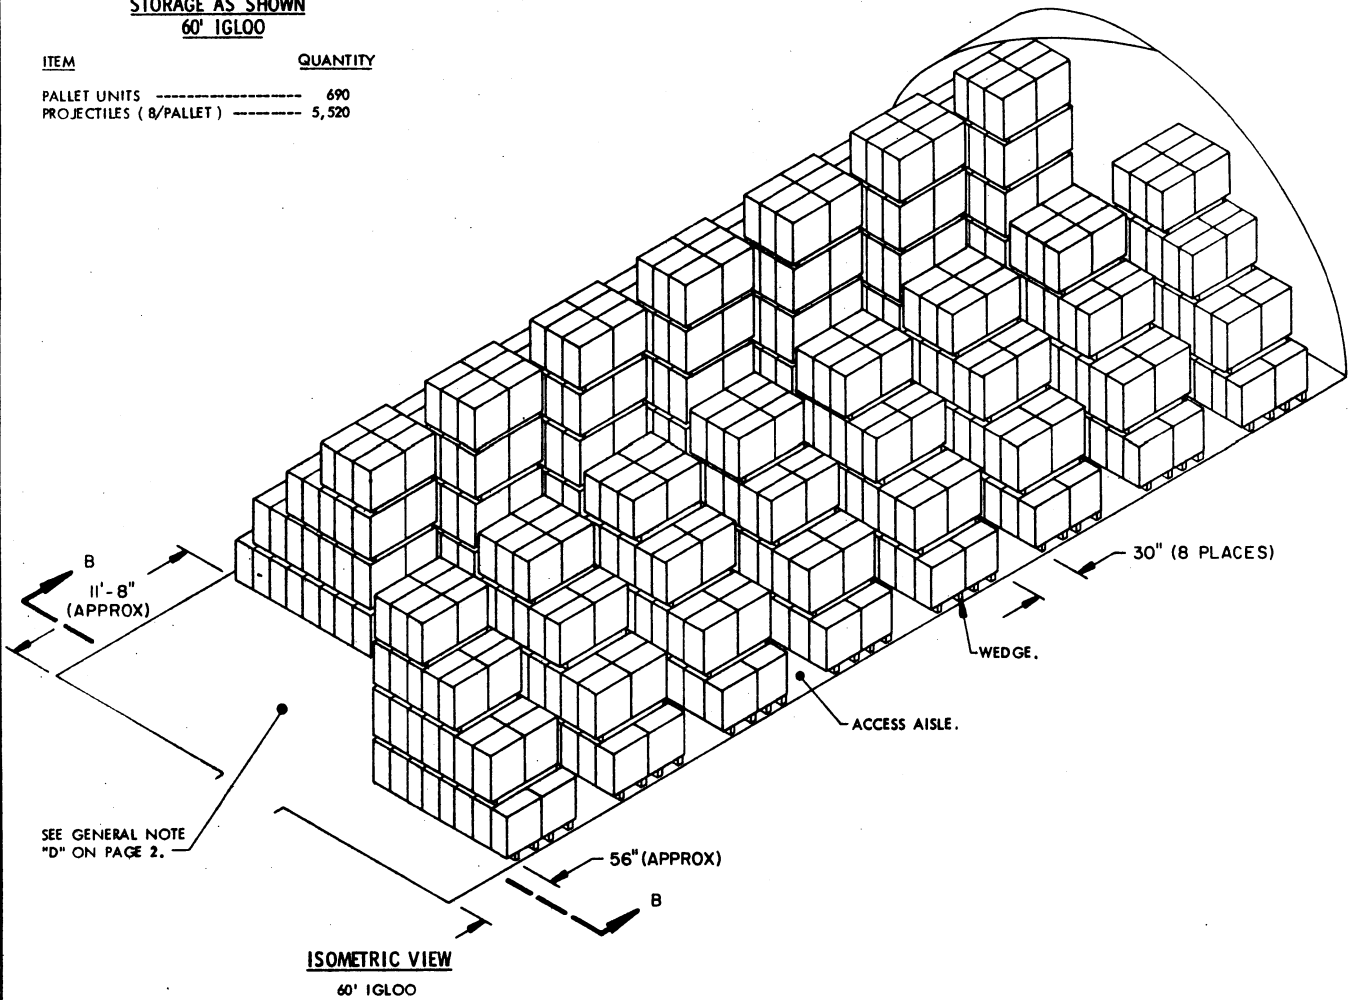 STORAGE AS SHOWN
60' IGLOO
ITEM QUANTITY
PALLET UNITS -------------------- 690
PROJECTILES ( 8/PALLET ) --------- 5,520
B
11'-8"
(APPROX)
30" (8 PLACES)
WEDGE.
ACCESS AISLE.
SEE GENERAL NOTE
"D" ON PAGE 2.
56" (APPROX)
B
ISOMETRIC VIEW
60' IGLOO